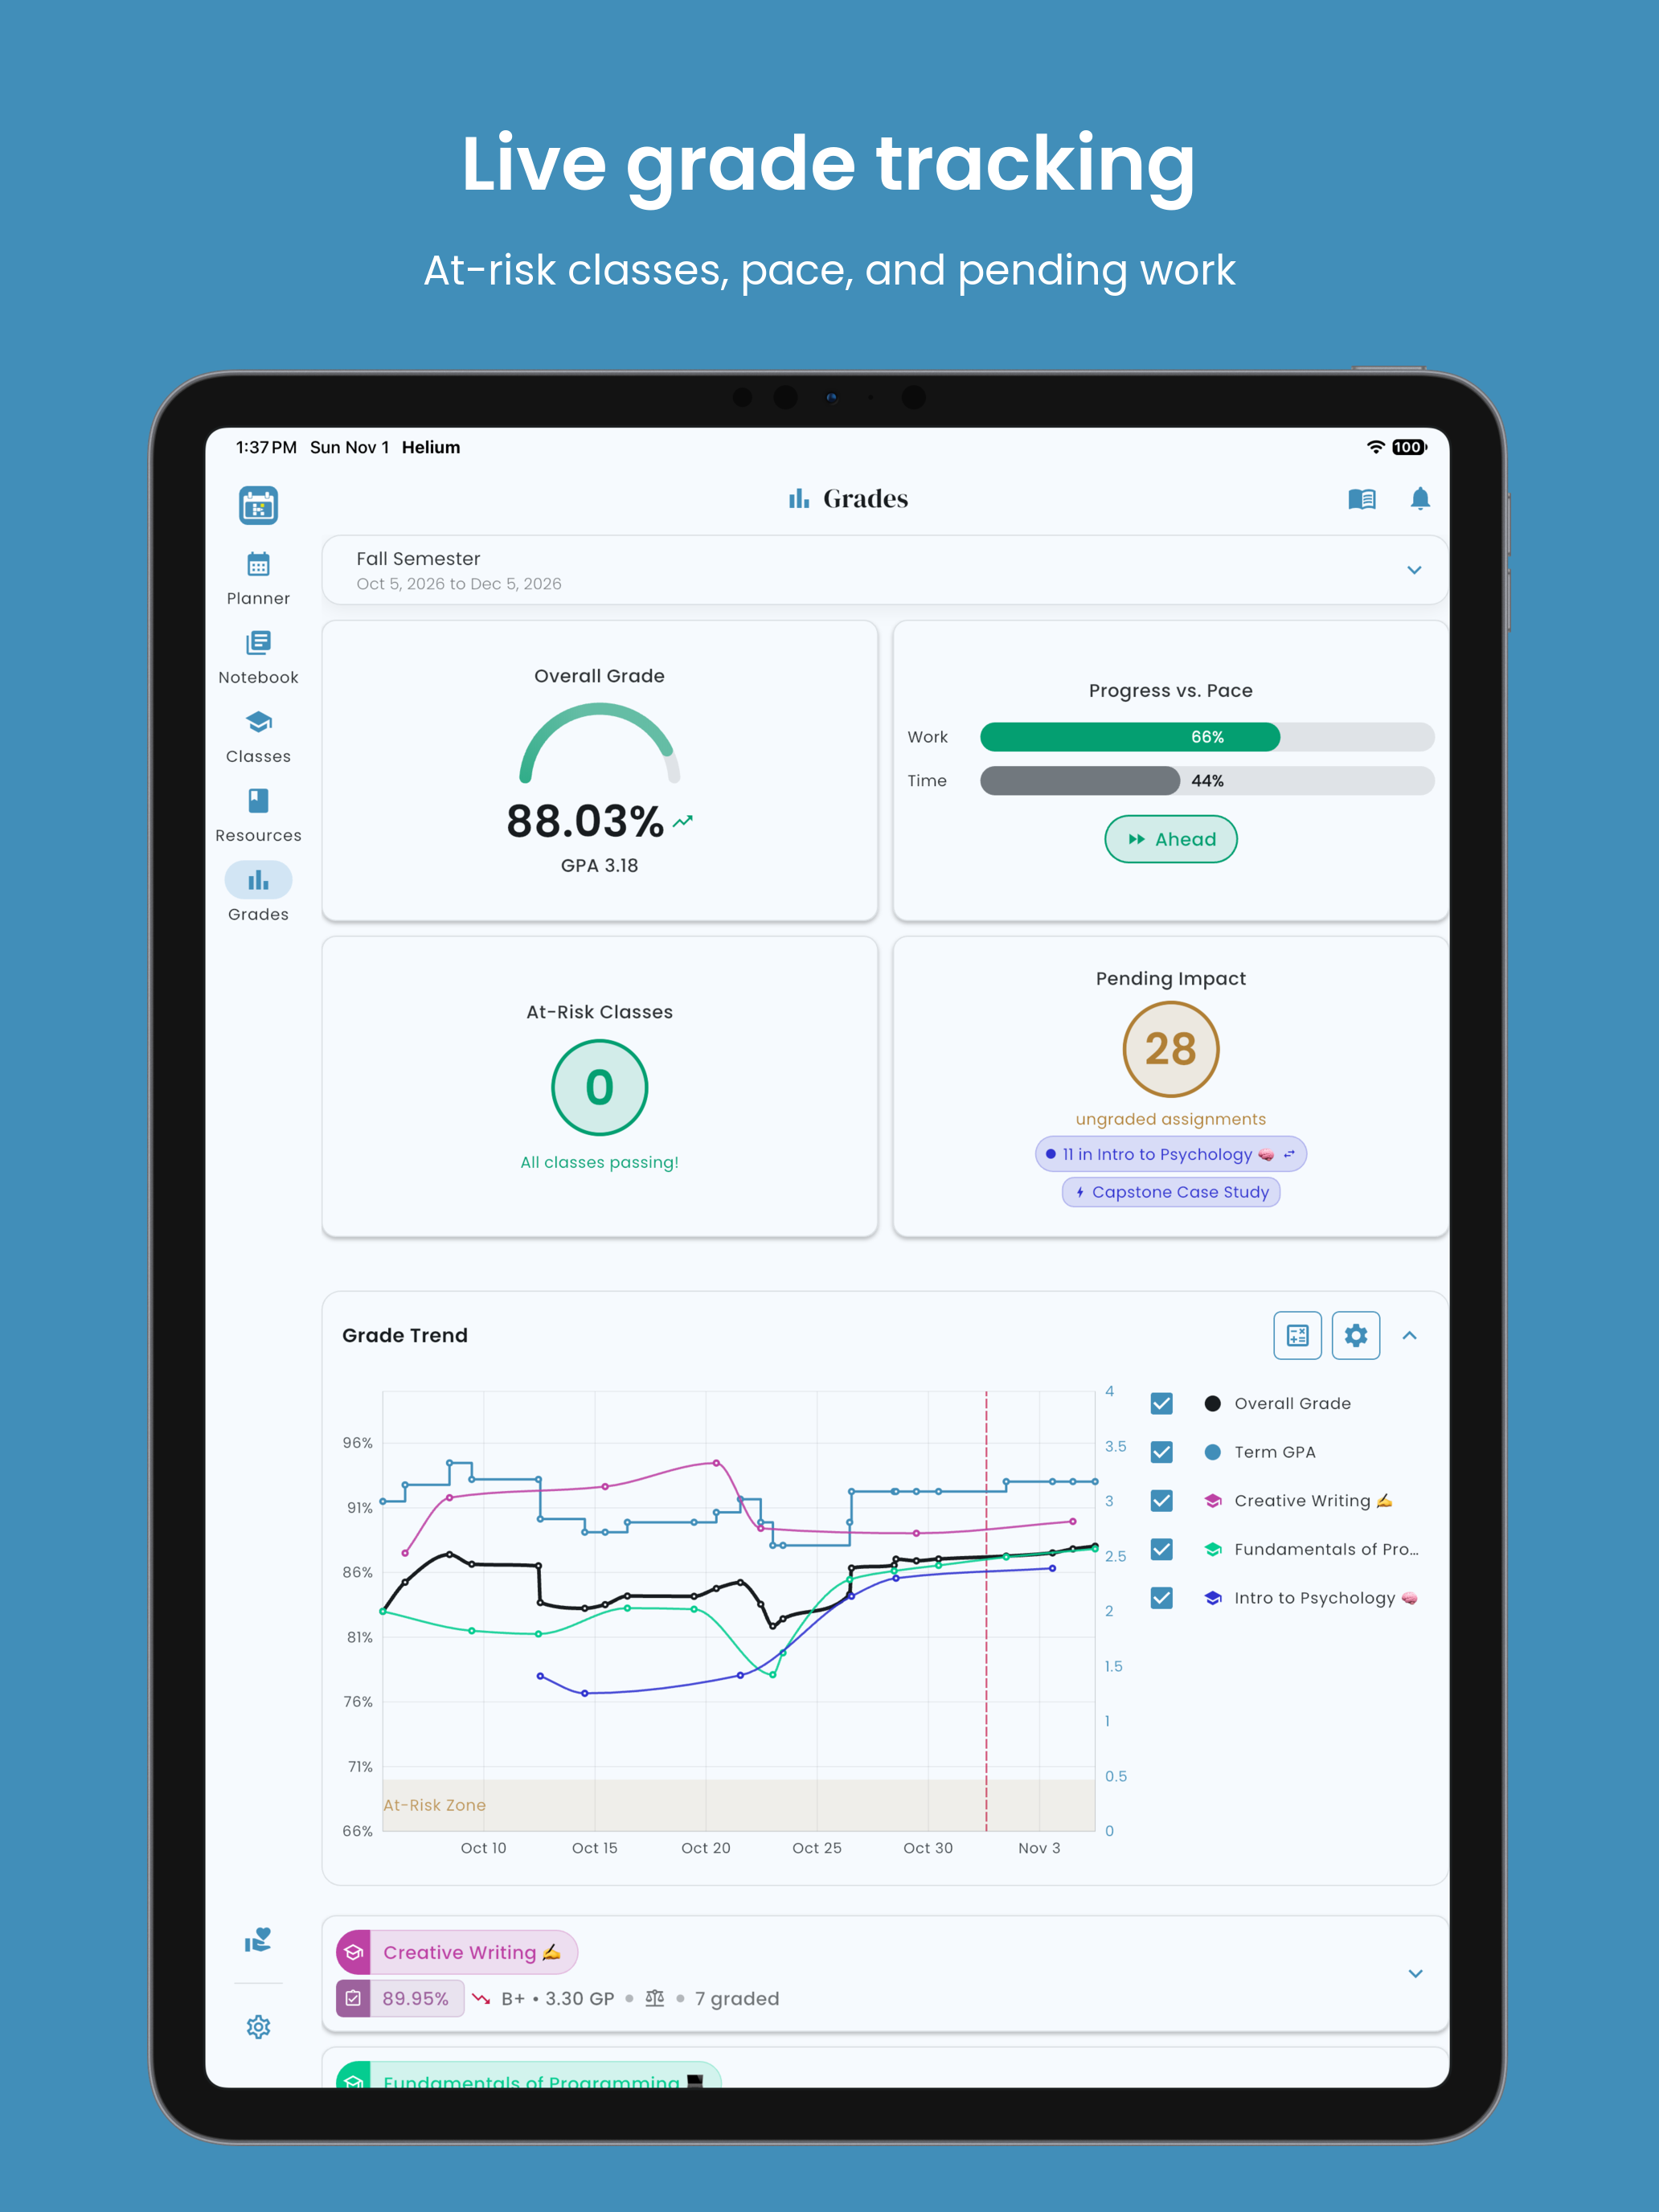 Live grade tracking
At-risk classes, pace, and pending work
1:37 PM Sun Nov 1 Helium
100
Grades
Planner
Notebook
Classes
Resources
Grades
Fall Semester
Oct 5, 2026 to Dec 5, 2026
Overall Grade
88.03%
GPA 3.18
Progress vs. Pace
Work 66%
Time 44%
Ahead
At-Risk Classes
0
All classes passing!
Pending Impact
28
ungraded assignments
11 in Intro to Psychology 🧠
Capstone Case Study
Grade Trend
96%
91%
86%
81%
76%
71%
66%
At-Risk Zone
Oct 10 Oct 15 Oct 20 Oct 25 Oct 30 Nov 3
4
3.5
3
2.5
2
1.5
1
0.5
0
Overall Grade
Term GPA
Creative Writing ✍️
Fundamentals of Pro...
Intro to Psychology 🧠
Creative Writing ✍️
89.95% B+ • 3.30 GP • • 7 graded
Fundamentals of Programming